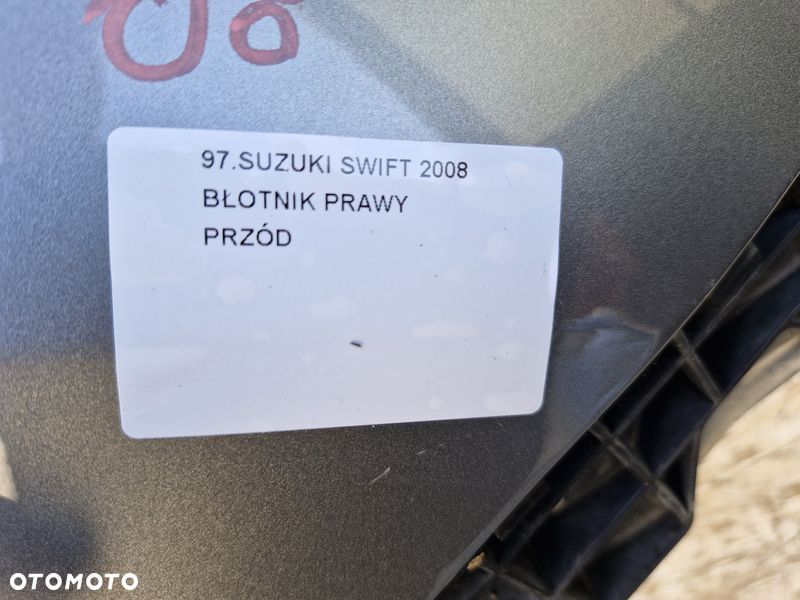 97.SUZUKI SWIFT 2008
BŁOTNIK PRAWY
PRZÓD
OTOMOTO